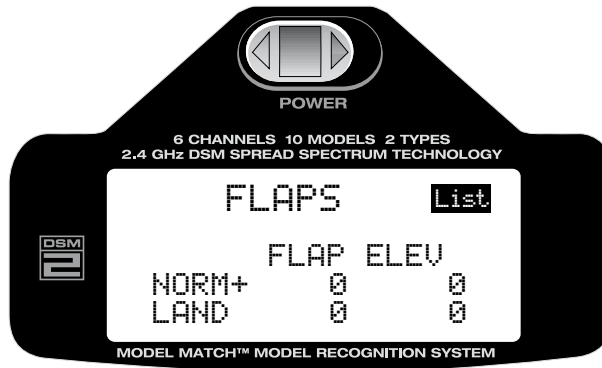 POWER
6 CHANNELS 10 MODELS 2 TYPES
2.4 GHz DSM SPREAD SPECTRUM TECHNOLOGY
FLAPS List
DSM
2
FLAP ELEV
NORM+ 0 0
LAND 0 0
MODEL MATCH™ MODEL RECOGNITION SYSTEM